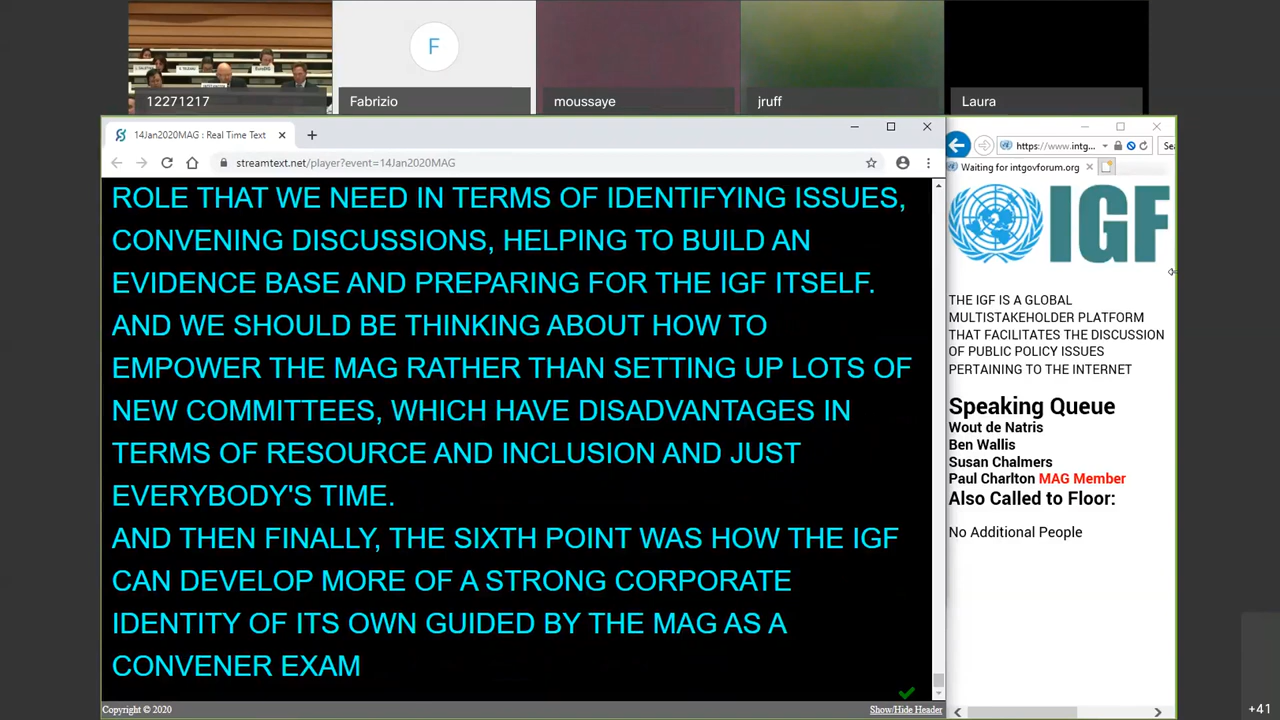 F
12271217
Fabrizio
moussaye
jruff
Laura
14Jan2020MAG : Real Time Text
streamtext.net/player?event=14Jan2020MAG
ROLE THAT WE NEED IN TERMS OF IDENTIFYING ISSUES,
CONVENING DISCUSSIONS, HELPING TO BUILD AN
EVIDENCE BASE AND PREPARING FOR THE IGF ITSELF.
AND WE SHOULD BE THINKING ABOUT HOW TO
EMPOWER THE MAG RATHER THAN SETTING UP LOTS OF
NEW COMMITTEES, WHICH HAVE DISADVANTAGES IN
TERMS OF RESOURCE AND INCLUSION AND JUST
EVERYBODY'S TIME.
AND THEN FINALLY, THE SIXTH POINT WAS HOW THE IGF
CAN DEVELOP MORE OF A STRONG CORPORATE
IDENTITY OF ITS OWN GUIDED BY THE MAG AS A
CONVENER EXAM
Copyright © 2020
Show/Hide Header
https://www.intg...
Sea
Waiting for intgovforum.org
IGF
THE IGF IS A GLOBAL
MULTISTAKEHOLDER PLATFORM
THAT FACILITATES THE DISCUSSION
OF PUBLIC POLICY ISSUES
PERTAINING TO THE INTERNET
Speaking Queue
Wout de Natris
Ben Wallis
Susan Chalmers
Paul Charlton MAG Member
Also Called to Floor:
No Additional People
+41